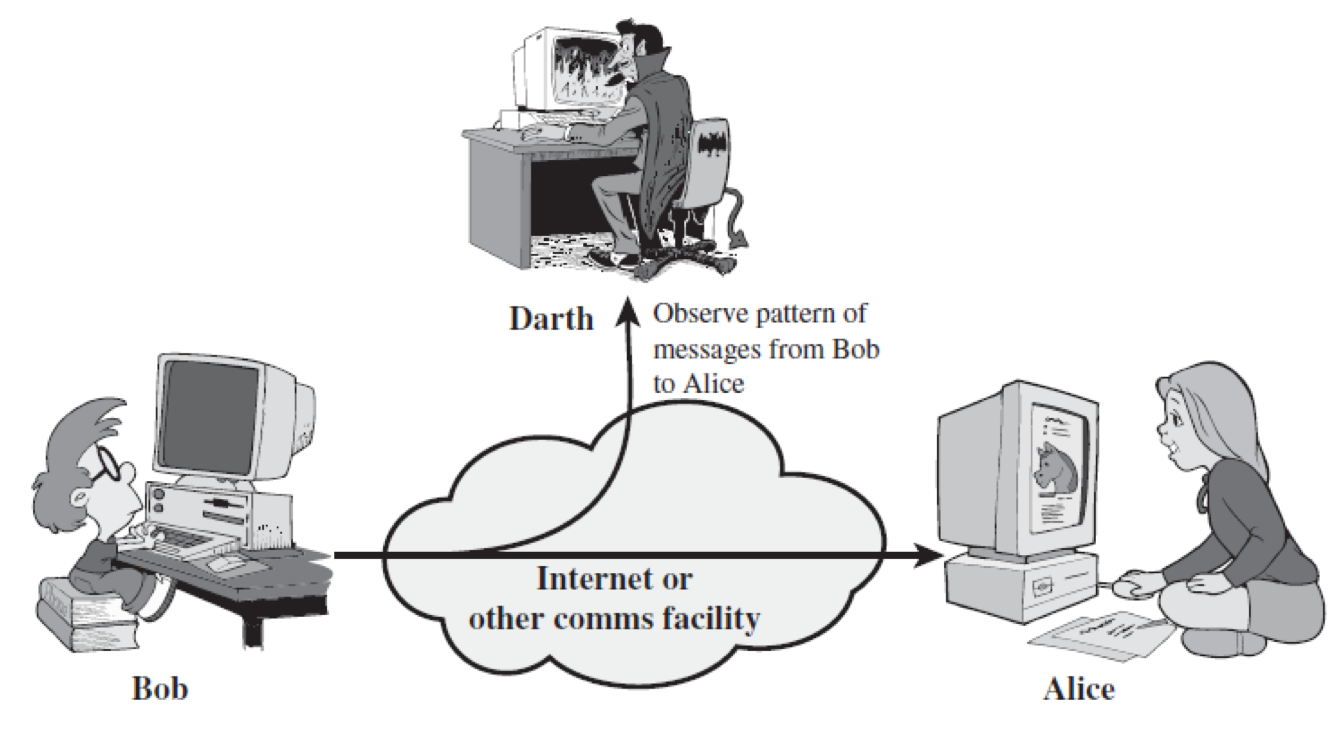 Darth
Observe pattern of
messages from Bob
to Alice
Internet or
other comms facility
Bob
Alice